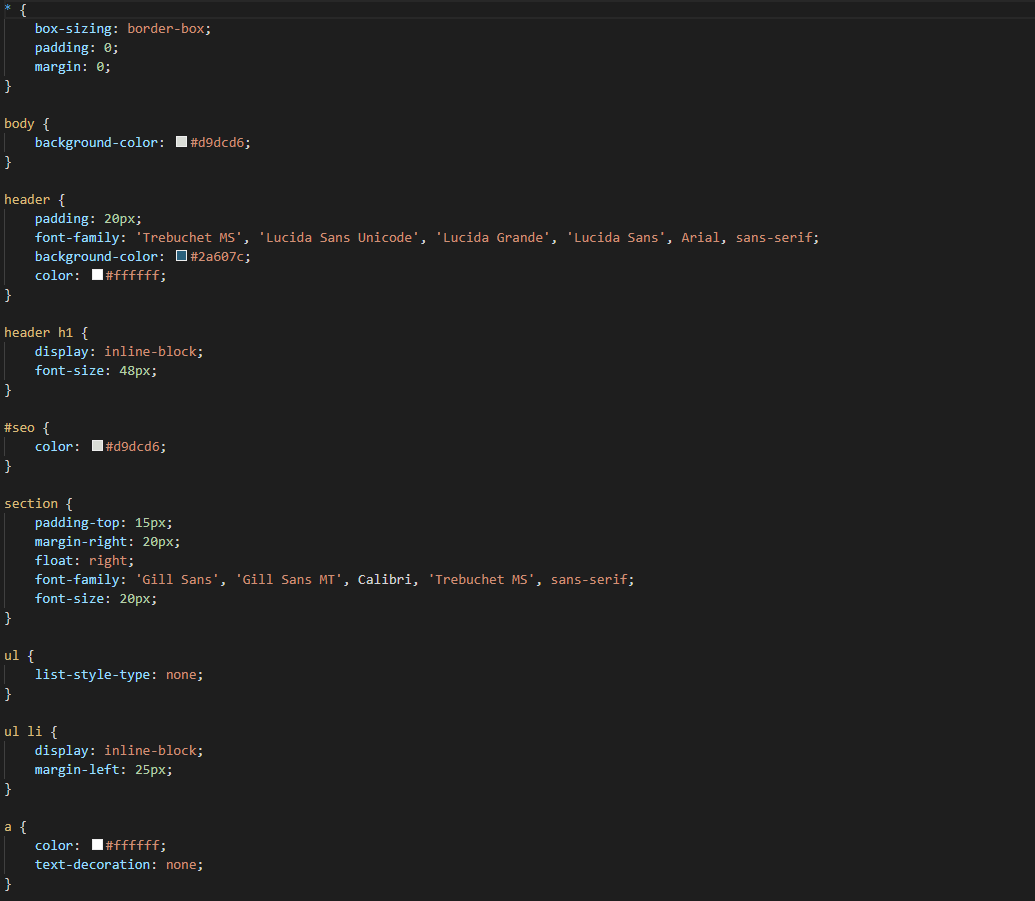 * {
    box-sizing: border-box;
    padding: 0;
    margin: 0;
}

body {
    background-color: #d9dcd6;
}

header {
    padding: 20px;
    font-family: 'Trebuchet MS', 'Lucida Sans Unicode', 'Lucida Grande', 'Lucida Sans', Arial, sans-serif;
    background-color: #2a607c;
    color: #ffffff;
}

header h1 {
    display: inline-block;
    font-size: 48px;
}

#seo {
    color: #d9dcd6;
}

section {
    padding-top: 15px;
    margin-right: 20px;
    float: right;
    font-family: 'Gill Sans', 'Gill Sans MT', Calibri, 'Trebuchet MS', sans-serif;
    font-size: 20px;
}

ul {
    list-style-type: none;
}

ul li {
    display: inline-block;
    margin-left: 25px;
}

a {
    color: #ffffff;
    text-decoration: none;
}